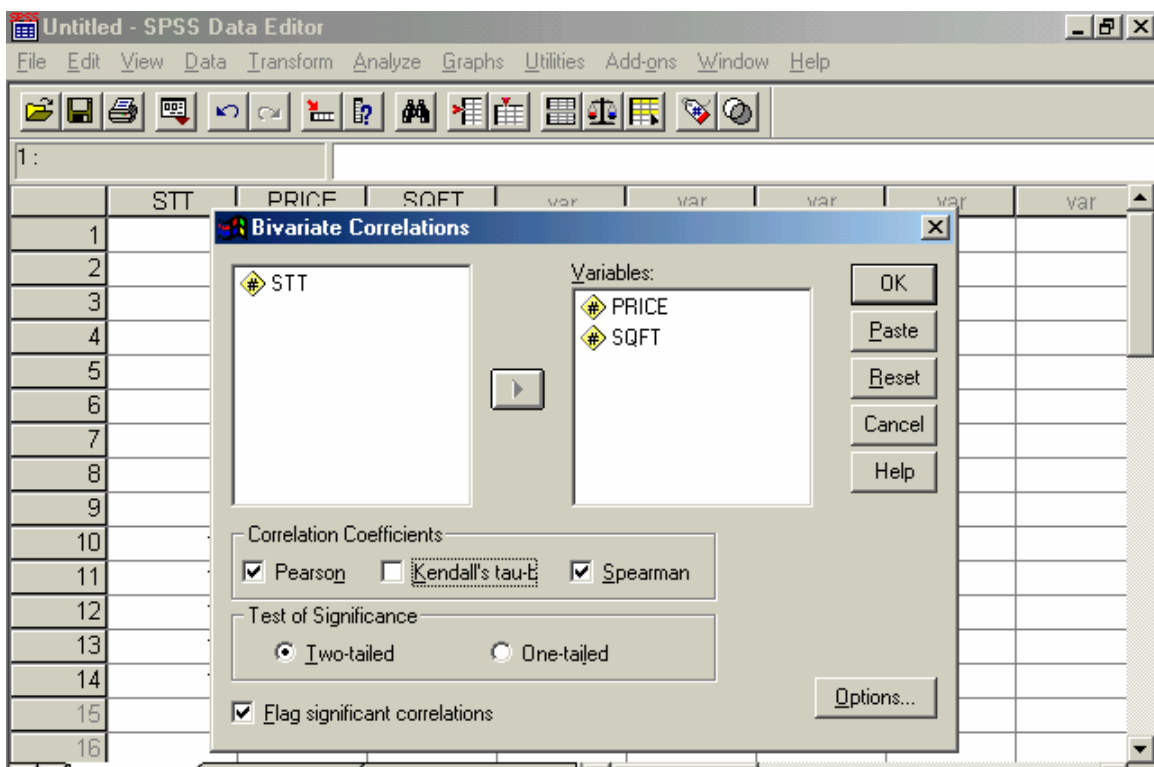 Untitled - SPSS Data Editor
File Edit View Data Transform Analyze Graphs Utilities Add-ons Window Help
1 :
STT PRICE SQFT var var var var var
Bivariate Correlations
1
2
3
4
5
6
7
8
9
10
11
12
13
14
15
16
STT
Variables:
PRICE
SQFT
OK
Paste
Reset
Cancel
Help
Correlation Coefficients
Pearson Kendall's tau-b Spearman
Test of Significance
Two-tailed One-tailed
Flag significant correlations
Options...